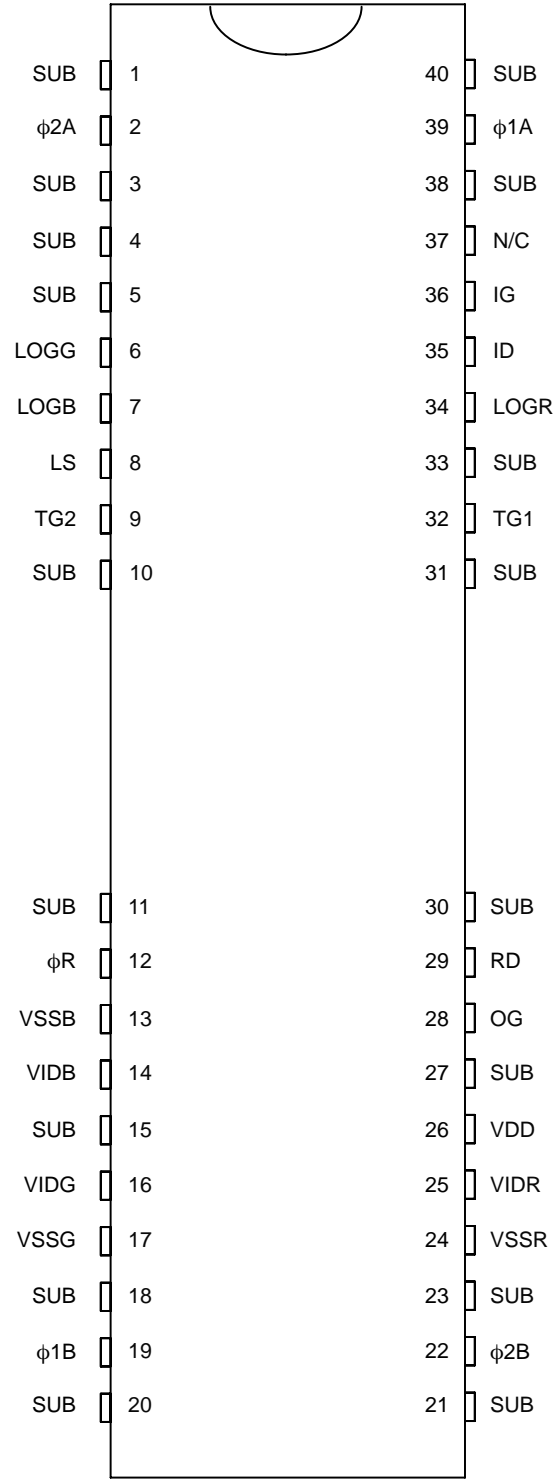 SUB 1 40 SUB
ϕ2A 2 39 ϕ1A
SUB 3 38 SUB
SUB 4 37 N/C
SUB 5 36 IG
LOGG 6 35 ID
LOGB 7 34 LOGR
LS 8 33 SUB
TG2 9 32 TG1
SUB 10 31 SUB
SUB 11 30 SUB
ϕR 12 29 RD
VSSB 13 28 OG
VIDB 14 27 SUB
SUB 15 26 VDD
VIDG 16 25 VIDR
VSSG 17 24 VSSR
SUB 18 23 SUB
ϕ1B 19 22 ϕ2B
SUB 20 21 SUB